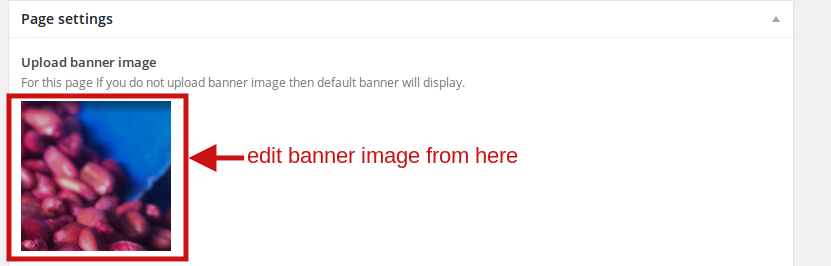 Page settings
Upload banner image
For this page If you do not upload banner image then default banner will display.
edit banner image from here